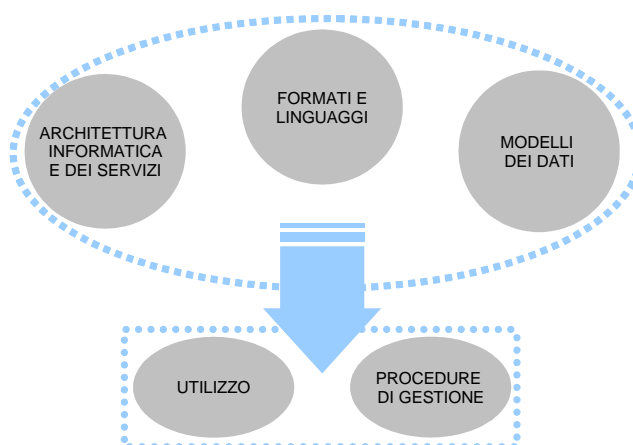 FORMATI E
LINGUAGGI
ARCHITETTURA
INFORMATICA
E DEI SERVIZI
MODELLI
DEI DATI
UTILIZZO
PROCEDURE
DI GESTIONE